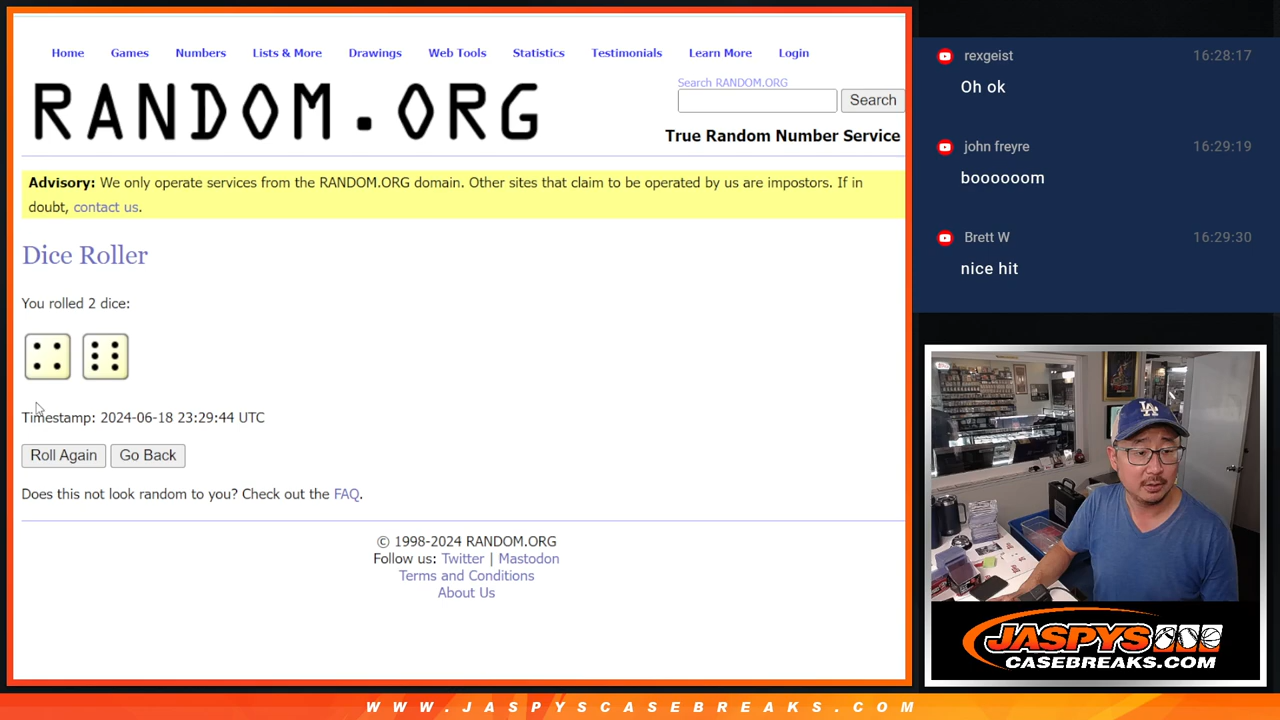 Home Games Numbers Lists & More Drawings Web Tools Statistics Testimonials Learn More Login
RANDOM.ORG
Search RANDOM.ORG
Search
True Random Number Service
Advisory: We only operate services from the RANDOM.ORG domain. Other sites that claim to be operated by us are impostors. If in
doubt, contact us.
Dice Roller
You rolled 2 dice:
Timestamp: 2024-06-18 23:29:44 UTC
Roll Again Go Back
Does this not look random to you? Check out the FAQ.
© 1998-2024 RANDOM.ORG
Follow us: Twitter | Mastodon
Terms and Conditions
About Us
rexgeist 16:28:17
Oh ok
john freyre 16:29:19
boooooom
Brett W 16:29:30
nice hit
LA
JASPYS
CASEBREAKS.COM
WWW.JASPYSCASEBREAKS.COM